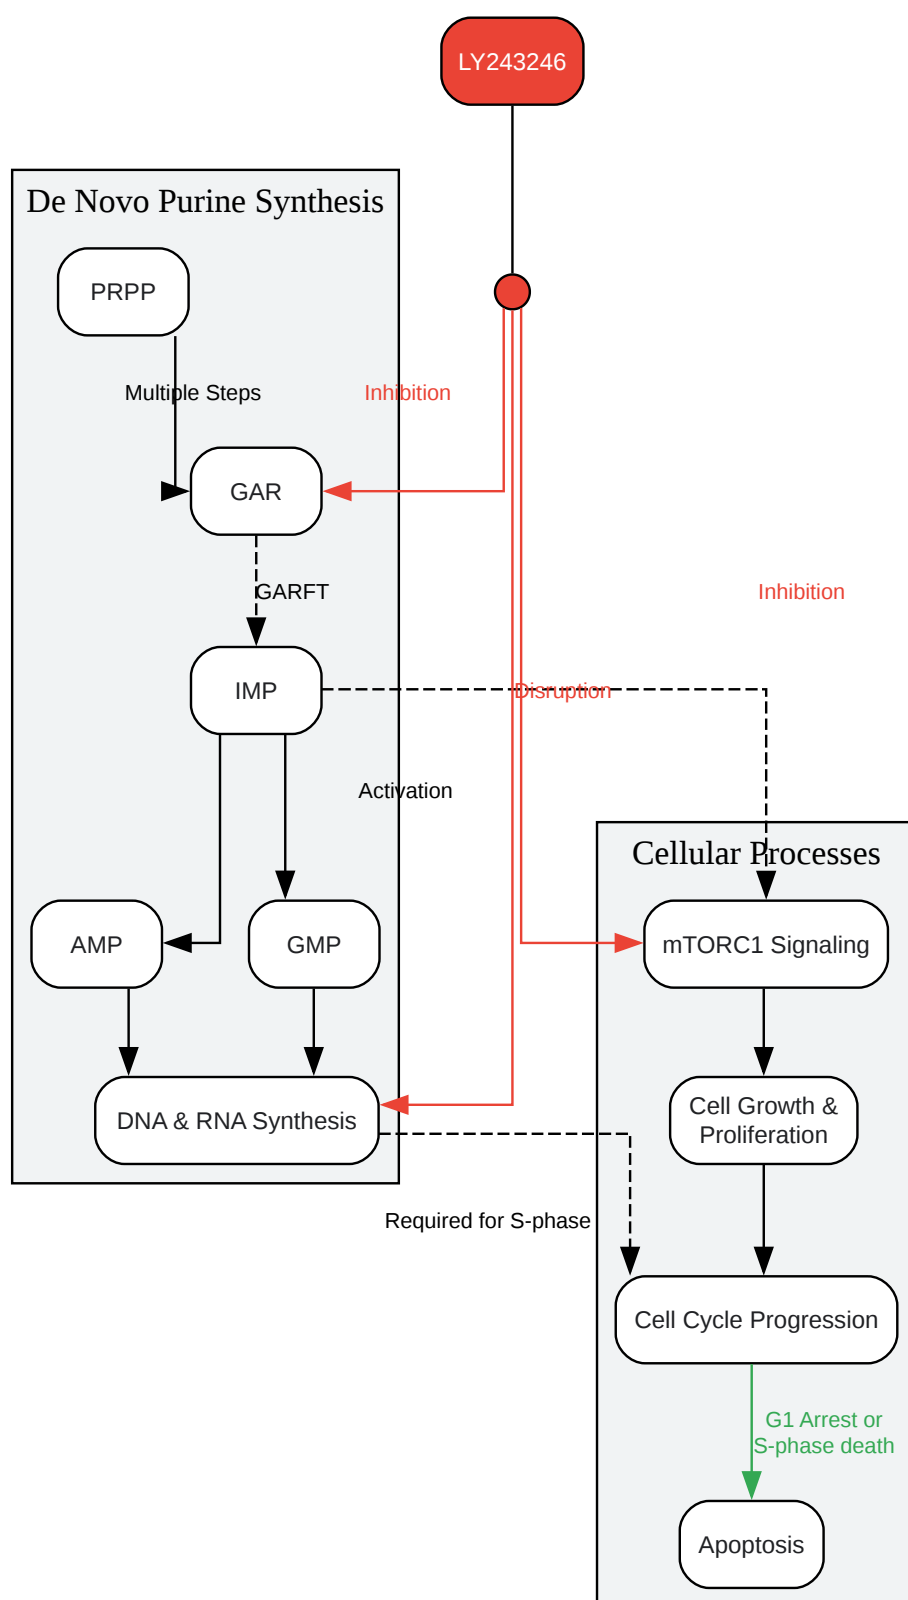 LY243246
De Novo Purine Synthesis
PRPP
Multiple Steps
Inhibition
GAR
GARFT
Inhibition
IMP
Disruption
Activation
Cellular Processes
AMP
GMP
mTORC1 Signaling
DNA & RNA Synthesis
Cell Growth &
Proliferation
Required for S-phase
Cell Cycle Progression
G1 Arrest or
S-phase death
Apoptosis